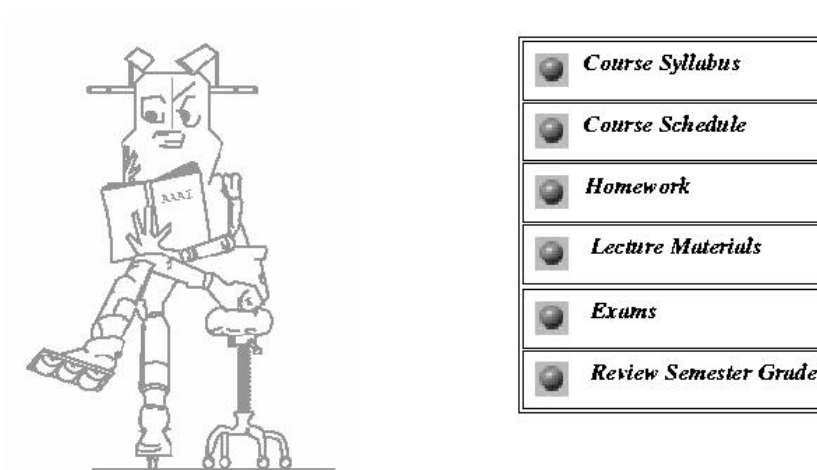 Course Syllabus
Course Schedule
Homework
Lecture Materials
Exams
Review Semester Grade